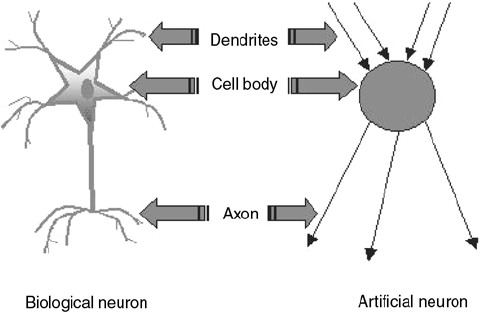 Dendrites
Cell body
Axon
Biological neuron
Artificial neuron